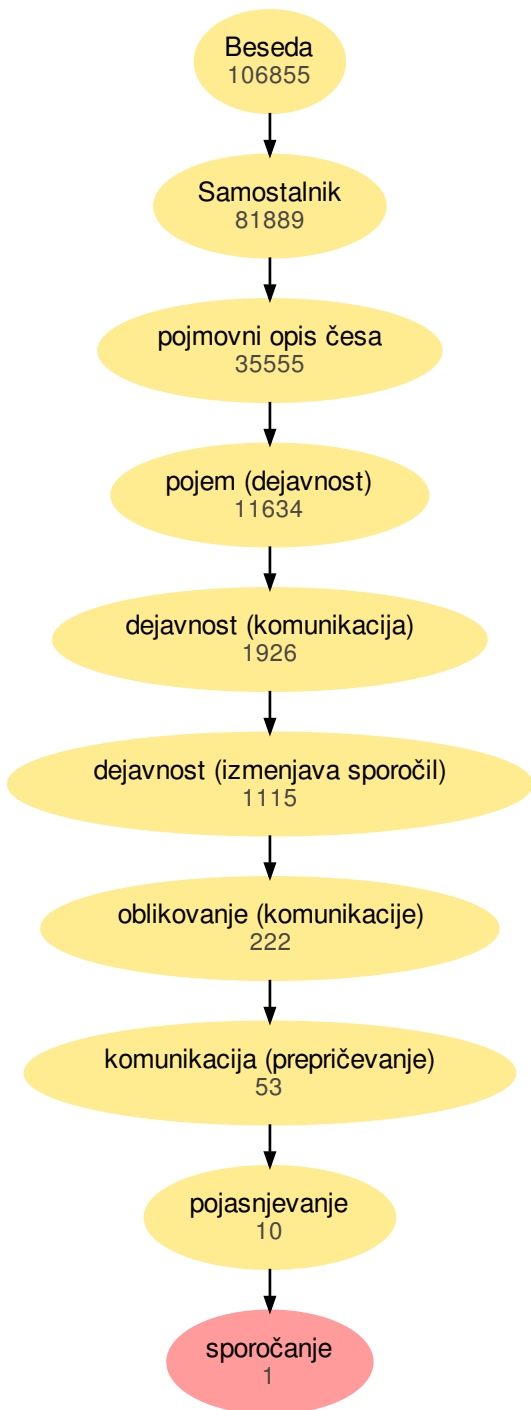 Beseda
106855
Samostalnik
81889
pojmovni opis česa
35555
pojem (dejavnost)
11634
dejavnost (komunikacija)
1926
dejavnost (izmenjava sporočil)
1115
oblikovanje (komunikacije)
222
komunikacija (prepričevanje)
53
pojasnjevanje
10
sporočanje
1